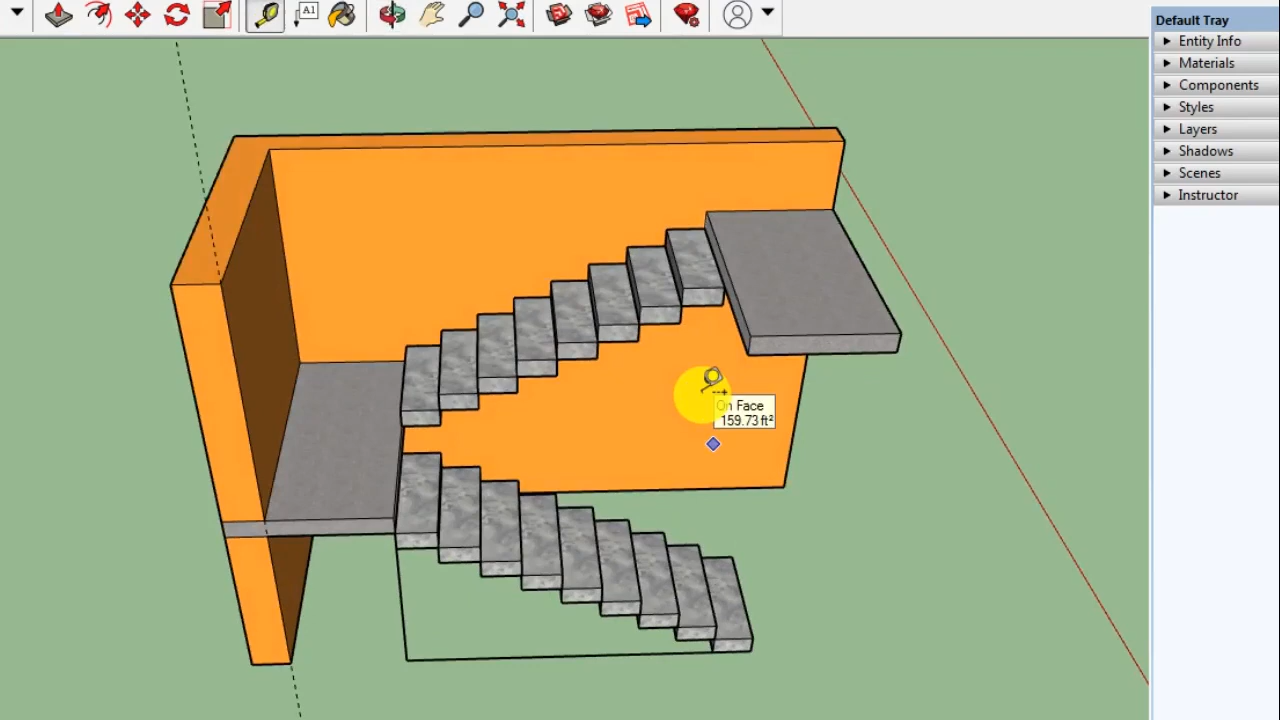 A1
Default Tray
Entity Info
Materials
Components
Styles
Layers
Shadows
Scenes
Instructor
On Face
159.73 ft²